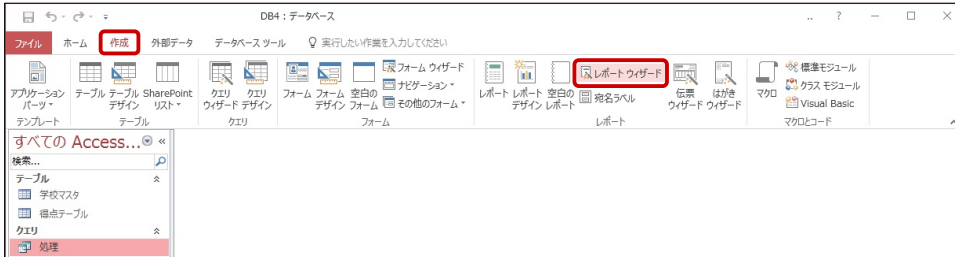 DB4 : データベース
ファイル ホーム 作成 外部データ データベース ツール 実行したい作業を入力してください
アプリケーション パーツ
テーブル
テーブル デザイン
SharePoint リスト
クエリ ウィザード
クエリ デザイン
フォーム
フォーム デザイン
空白の フォーム
フォーム ウィザード
ナビゲーション
その他のフォーム
レポート
レポート デザイン
空白の レポート
レポート ウィザード
宛名ラベル
伝票 ウィザード
はがき ウィザード
マクロ
標準モジュール
クラス モジュール
Visual Basic
テンプレート テーブル クエリ フォーム レポート マクロとコード
すべての Access...
検索...
テーブル
学校マスタ
得点テーブル
クエリ
処理